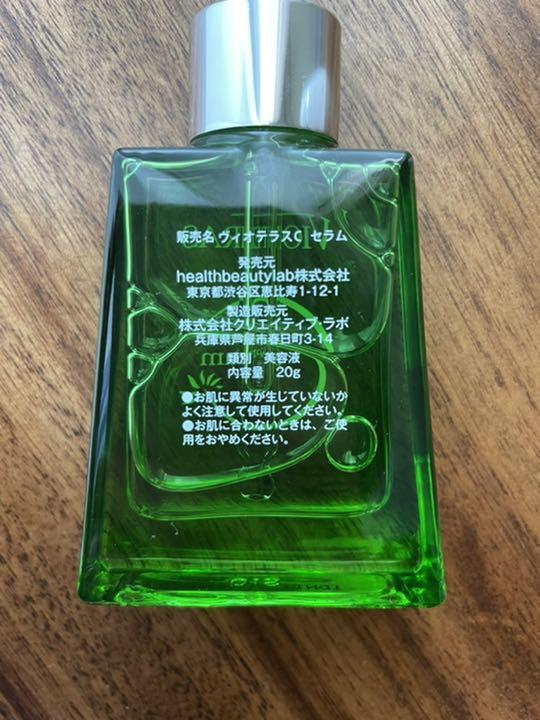 販売名 ヴィオテラスC セラム
発売元
healthbeautylab株式会社
東京都渋谷区恵比寿1-12-1
製造販売元
株式会社クリエイティブ・ラボ
兵庫県芦屋市春日町3-14
類別 美容液
内容量 20g
●お肌に異常が生じていないか
よく注意して使用してください。
●お肌に合わないときは、ご使
用をおやめください。